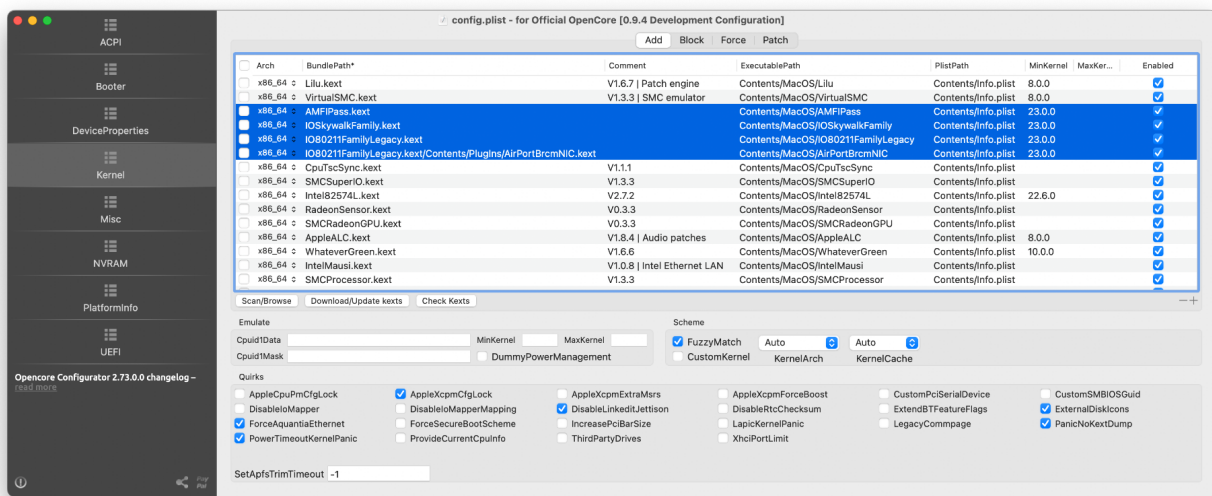 config.plist - for Official OpenCore [0.9.4 Development Configuration]
ACPI
Booter
DeviceProperties
Kernel
Misc
NVRAM
PlatformInfo
UEFI
Opencore Configurator 2.73.0.0 changelog –
read more
Add Block Force Patch
Arch BundlePath* Comment ExecutablePath PlistPath MinKernel MaxKer... Enabled
x86_64 Lilu.kext V1.6.7 | Patch engine Contents/MacOS/Lilu Contents/Info.plist 8.0.0
x86_64 VirtualSMC.kext V1.3.3 | SMC emulator Contents/MacOS/VirtualSMC Contents/Info.plist 8.0.0
x86_64 AMFIPass.kext Contents/MacOS/AMFIPass Contents/Info.plist 23.0.0
x86_64 IOSkywalkFamily.kext Contents/MacOS/IOSkywalkFamily Contents/Info.plist 23.0.0
x86_64 IO80211FamilyLegacy.kext Contents/MacOS/IO80211FamilyLegacy Contents/Info.plist 23.0.0
x86_64 IO80211FamilyLegacy.kext/Contents/PlugIns/AirPortBrcmNIC.kext Contents/MacOS/AirPortBrcmNIC Contents/Info.plist 23.0.0
x86_64 CpuTscSync.kext V1.1.1 Contents/MacOS/CpuTscSync Contents/Info.plist
x86_64 SMCSuperIO.kext V1.3.3 Contents/MacOS/SMCSuperIO Contents/Info.plist
x86_64 Intel82574L.kext V2.7.2 Contents/MacOS/Intel82574L Contents/Info.plist 22.6.0
x86_64 RadeonSensor.kext V0.3.3 Contents/MacOS/RadeonSensor Contents/Info.plist
x86_64 SMCRadeonGPU.kext V0.3.3 Contents/MacOS/SMCRadeonGPU Contents/Info.plist
x86_64 AppleALC.kext V1.8.4 | Audio patches Contents/MacOS/AppleALC Contents/Info.plist 8.0.0
x86_64 WhateverGreen.kext V1.6.6 Contents/MacOS/WhateverGreen Contents/Info.plist 10.0.0
x86_64 IntelMausi.kext V1.0.8 | Intel Ethernet LAN Contents/MacOS/IntelMausi Contents/Info.plist
x86_64 SMCProcessor.kext V1.3.3 Contents/MacOS/SMCProcessor Contents/Info.plist
Scan/Browse Download/Update kexts Check Kexts
Emulate Scheme
Cpuid1Data MinKernel MaxKernel FuzzyMatch Auto Auto
Cpuid1Mask DummyPowerManagement CustomKernel KernelArch KernelCache
Quirks
AppleCpuPmCfgLock AppleXcpmCfgLock AppleXcpmExtraMsrs AppleXcpmForceBoost CustomPciSerialDevice CustomSMBIOSGuid
DisableIoMapper DisableIoMapperMapping DisableLinkeditJettison DisableRtcChecksum ExtendBTFeatureFlags ExternalDiskIcons
ForceAquantiaEthernet ForceSecureBootScheme IncreasePciBarSize LapicKernelPanic LegacyCommpage PanicNoKextDump
PowerTimeoutKernelPanic ProvideCurrentCpuInfo ThirdPartyDrives XhciPortLimit
SetApfsTrimTimeout -1